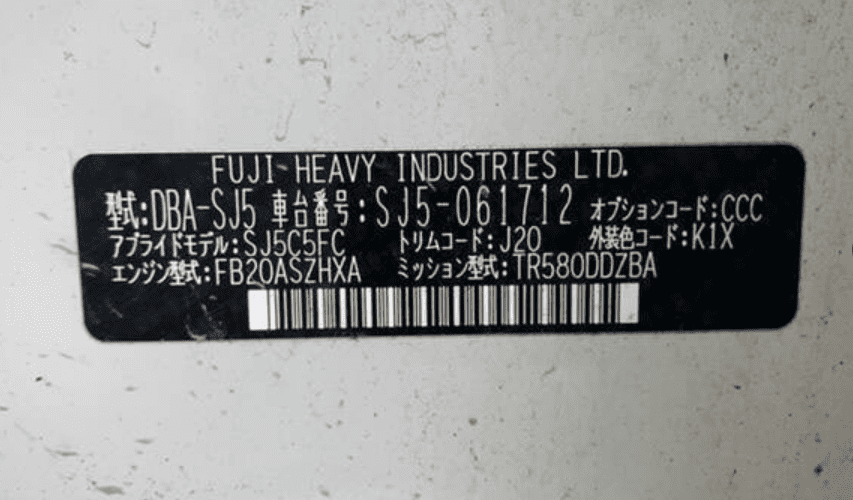 FUJI HEAVY INDUSTRIES LTD.
型式:DBA-SJ5 車台番号:SJ5-061712 オプションコード:CCC
アプライドモデル:SJ5C5FC トリムコード:J20 外装色コード:K1X
エンジン型式:FB20ASZHXA ミッション型式:TR580DDZBA